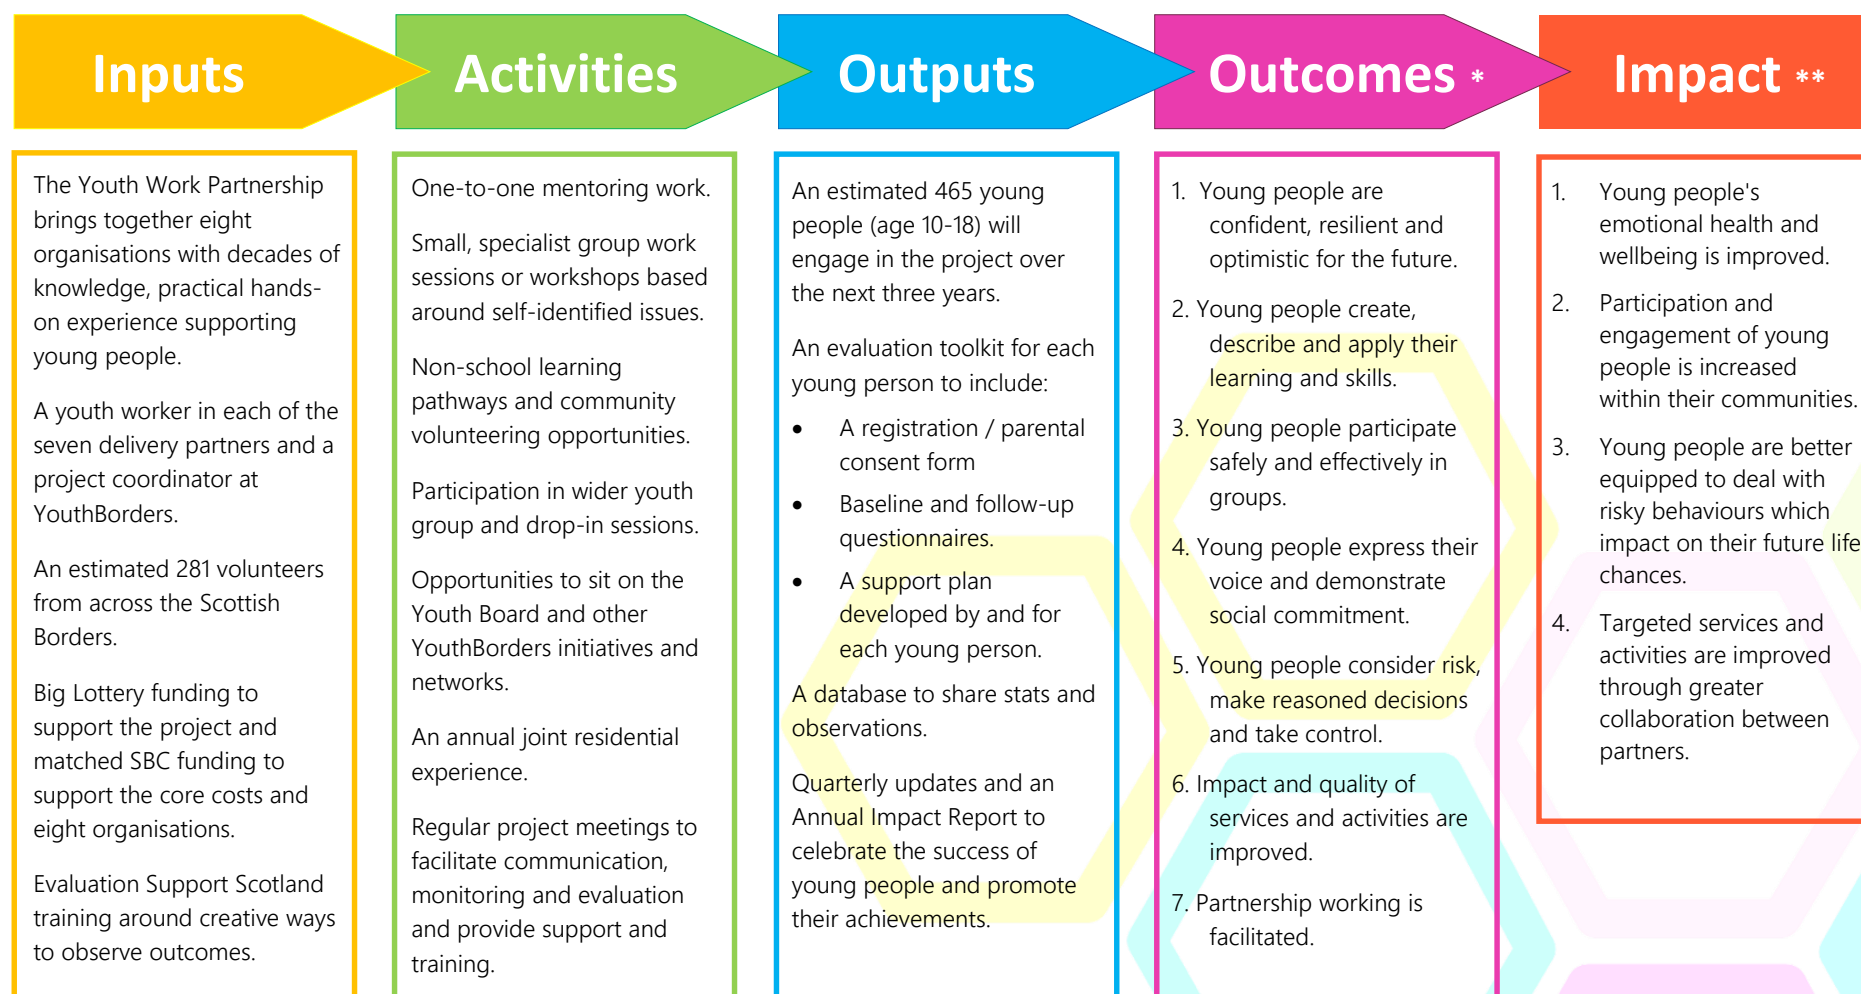 Inputs
The Youth Work Partnership
brings together eight
organisations with decades of
knowledge, practical hands-
on experience supporting
young people.
A youth worker in each of the
seven delivery partners and a
project coordinator at
YouthBorders.
An estimated 281 volunteers
from across the Scottish
Borders.
Big Lottery funding to
support the project and
matched SBC funding to
support the core costs and
eight organisations.
Evaluation Support Scotland
training around creative ways
to observe outcomes.
Activities
One-to-one mentoring work.
Small, specialist group work
sessions or workshops based
around self-identified issues.
Non-school learning
pathways and community
volunteering opportunities.
Participation in wider youth
group and drop-in sessions.
Opportunities to sit on the
Youth Board and other
YouthBorders initiatives and
networks.
An annual joint residential
experience.
Regular project meetings to
facilitate communication,
monitoring and evaluation
and provide support and
training.
Outputs
An estimated 465 young
people (age 10-18) will
engage in the project over
the next three years.
An evaluation toolkit for each
young person to include:
• A registration / parental
consent form
• Baseline and follow-up
questionnaires.
• A support plan
developed by and for
each young person.
A database to share stats and
observations.
Quarterly updates and an
Annual Impact Report to
celebrate the success of
young people and promote
their achievements.
Outcomes *
1. Young people are
confident, resilient and
optimistic for the future.
2. Young people create,
describe and apply their
learning and skills.
3. Young people participate
safely and effectively in
groups.
4. Young people express their
voice and demonstrate
social commitment.
5. Young people consider risk,
make reasoned decisions
and take control.
6. Impact and quality of
services and activities are
improved.
7. Partnership working is
facilitated.
Impact **
1. Young people's
emotional health and
wellbeing is improved.
2. Participation and
engagement of young
people is increased
within their communities.
3. Young people are better
equipped to deal with
risky behaviours which
impact on their future life
chances.
4. Targeted services and
activities are improved
through greater
collaboration between
partners.